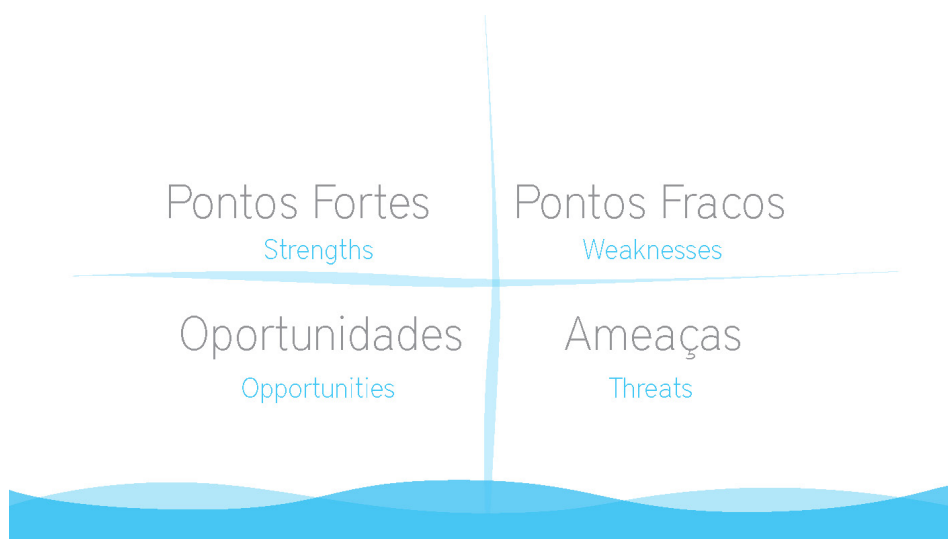 Pontos Fortes
Strengths
Pontos Fracos
Weaknesses
Oportunidades
Opportunities
Ameaças
Threats